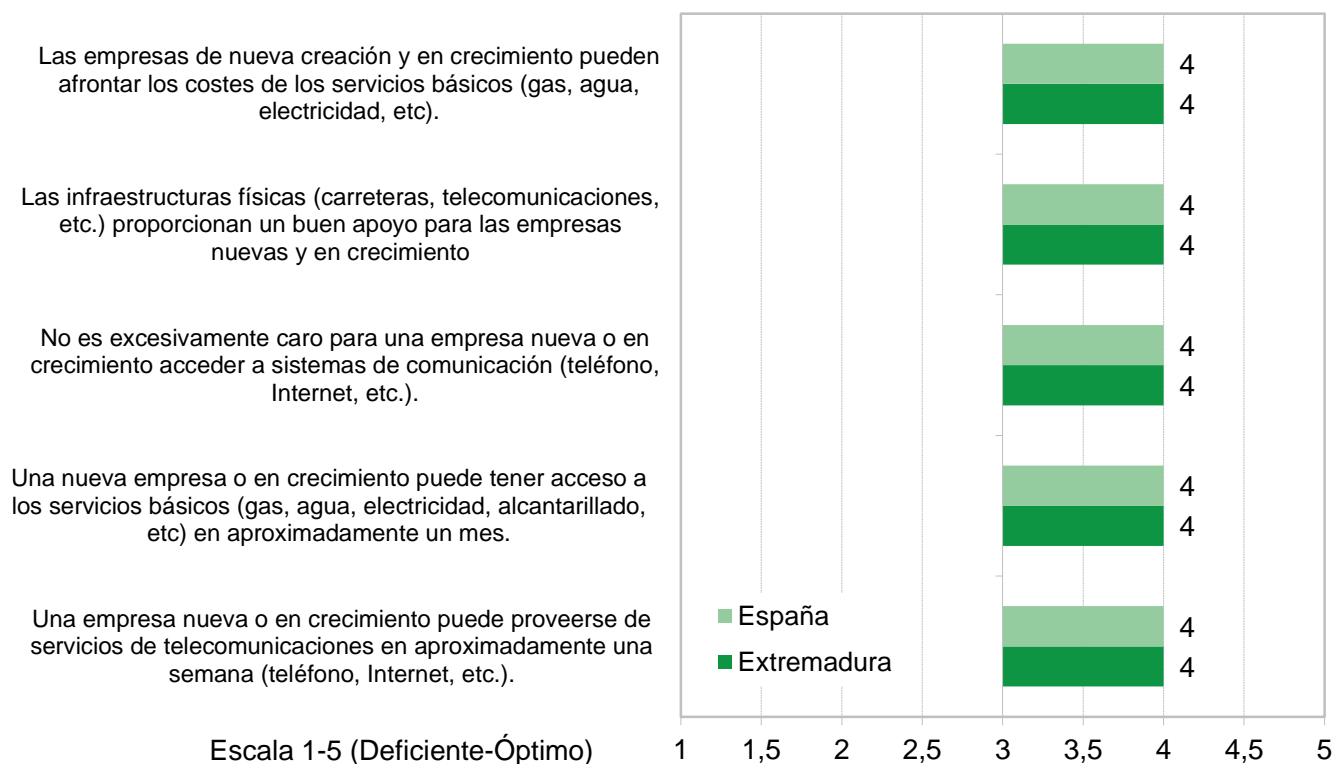 Las empresas de nueva creación y en crecimiento pueden
afrontar los costes de los servicios básicos (gas, agua,
electricidad, etc).
4
4
Las infraestructuras físicas (carreteras, telecomunicaciones,
etc.) proporcionan un buen apoyo para las empresas
nuevas y en crecimiento
4
4
No es excesivamente caro para una empresa nueva o en
crecimiento acceder a sistemas de comunicación (teléfono,
Internet, etc.).
4
4
Una nueva empresa o en crecimiento puede tener acceso a
los servicios básicos (gas, agua, electricidad, alcantarillado,
etc) en aproximadamente un mes.
4
4
Una empresa nueva o en crecimiento puede proveerse de
servicios de telecomunicaciones en aproximadamente una
semana (teléfono, Internet, etc.).
España
Extremadura
4
4
Escala 1-5 (Deficiente-Óptimo)
1 1,5 2 2,5 3 3,5 4 4,5 5